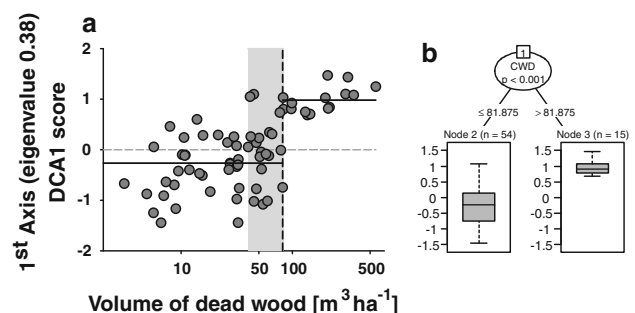 a
1st Axis (eigenvalue 0.38)
DCA1 score
2
1
0
-1
-2
10
50
100
500
Volume of dead wood [m3ha-1]
b
1
CWD
p < 0.001
≤ 81.875
> 81.875
Node 2 (n = 54)
Node 3 (n = 15)
1.5
1
0.5
0
-0.5
-1
-1.5
1.5
1
0.5
0
-0.5
-1
-1.5